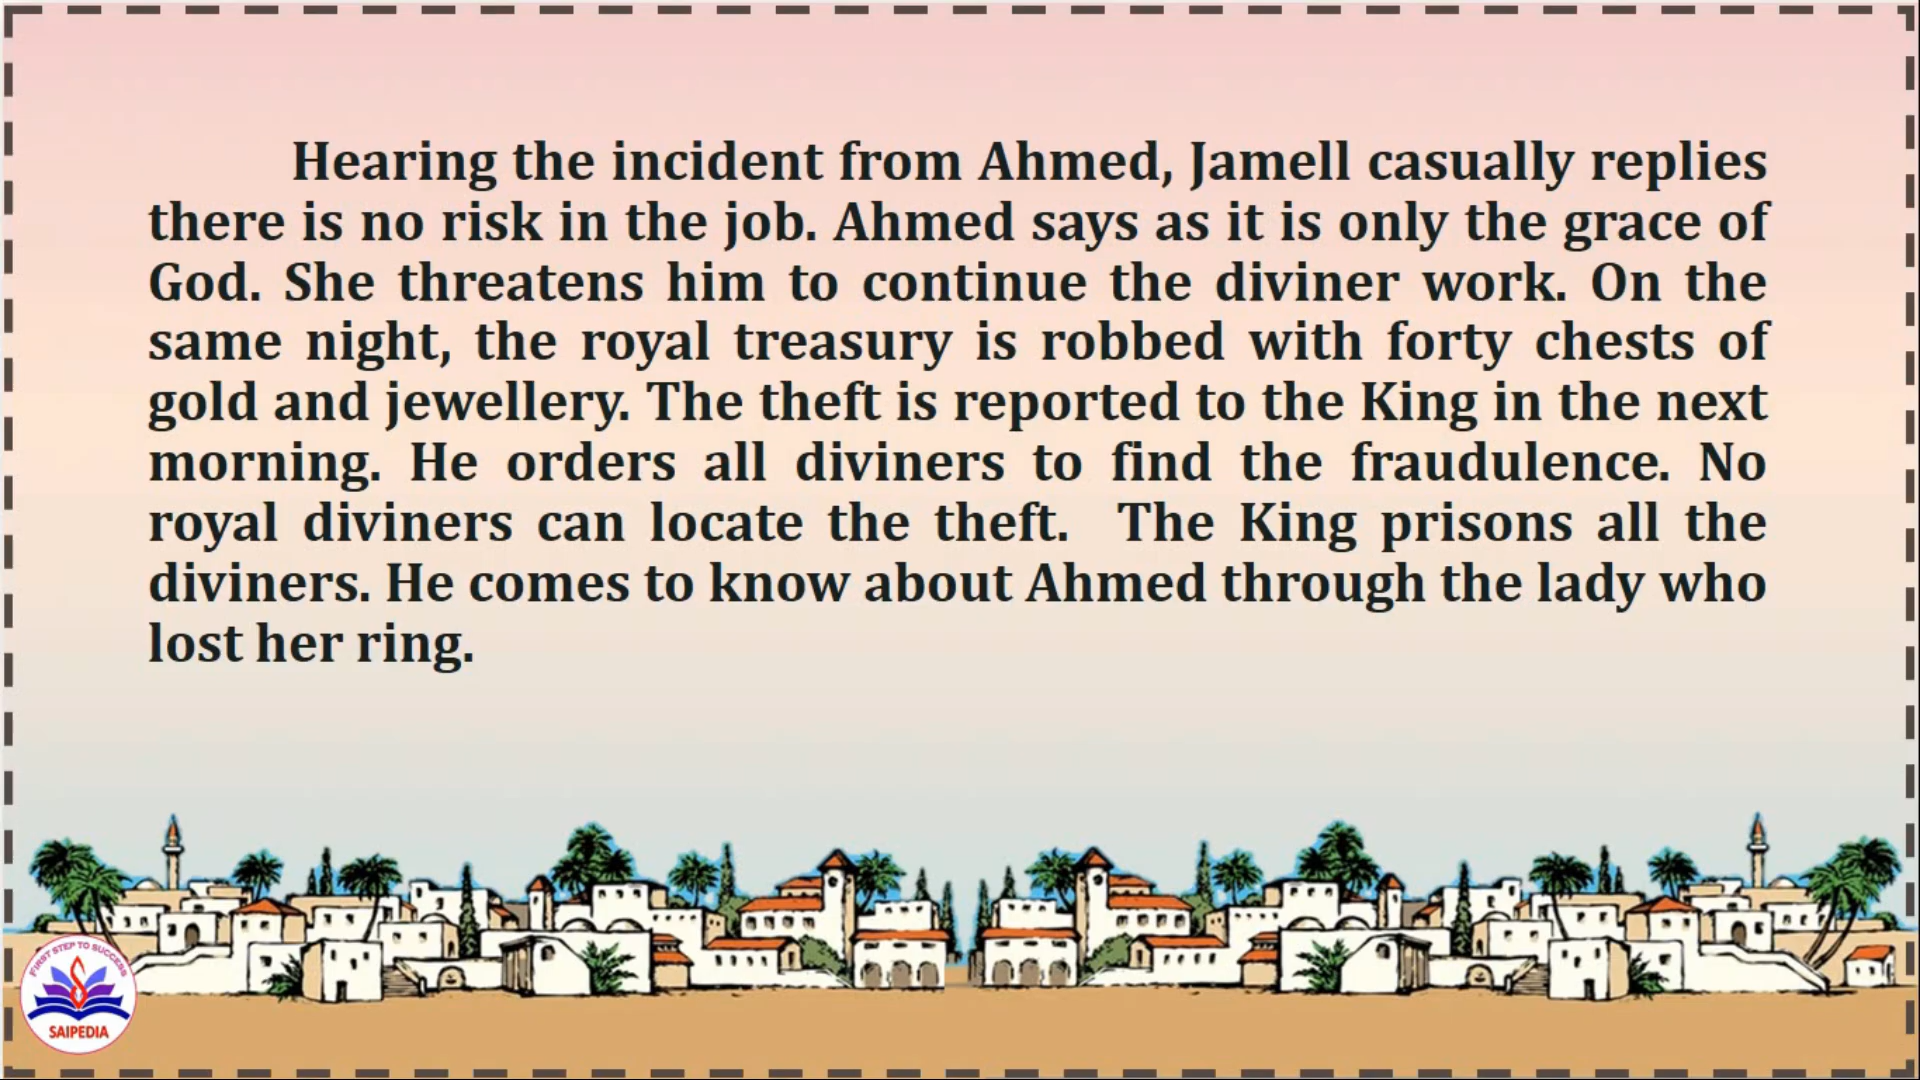 Hearing the incident from Ahmed, Jamell casually replies
there is no risk in the job. Ahmed says as it is only the grace of
God. She threatens him to continue the diviner work. On the
same night, the royal treasury is robbed with forty chests of
gold and jewellery. The theft is reported to the King in the next
morning. He orders all diviners to find the fraudulence. No
royal diviners can locate the theft. The King prisons all the
diviners. He comes to know about Ahmed through the lady who
lost her ring.
FIRST STEP TO SUCCESS
SAIPEDIA